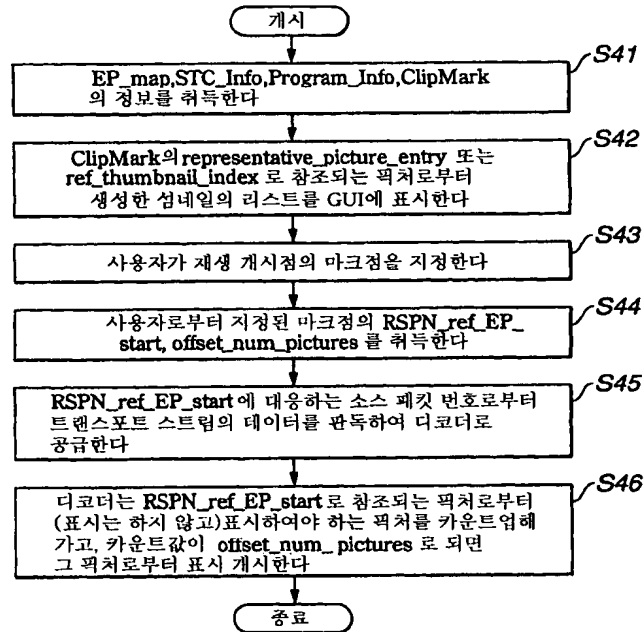 개시
S41
EP_map,STC_Info,Program_Info,ClipMark
의 정보를 취득한다
S42
ClipMark의 representative_picture_entry 또는
ref_thumbnail_index 로 참조되는 픽처로부터
생성한 섬네일의 리스트를 GUI에 표시한다
S43
사용자가 재생 개시점의 마크점을 지정한다
S44
사용자로부터 지정된 마크점의 RSPN_ref_EP_
start, offset_num_pictures 를 취득한다
S45
RSPN_ref_EP_start 에 대응하는 소스 패킷 번호로부터
트랜스포트 스트림의 데이터를 판독하여 디코더로
공급한다
S46
디코더는 RSPN_ref_EP_start 로 참조되는 픽처로부터
(표시는 하지 않고)표시하여야 하는 픽처를 카운트업해
가고, 카운트값이 offset_num_ pictures 로 되면
그 픽처로부터 표시 개시한다
종료